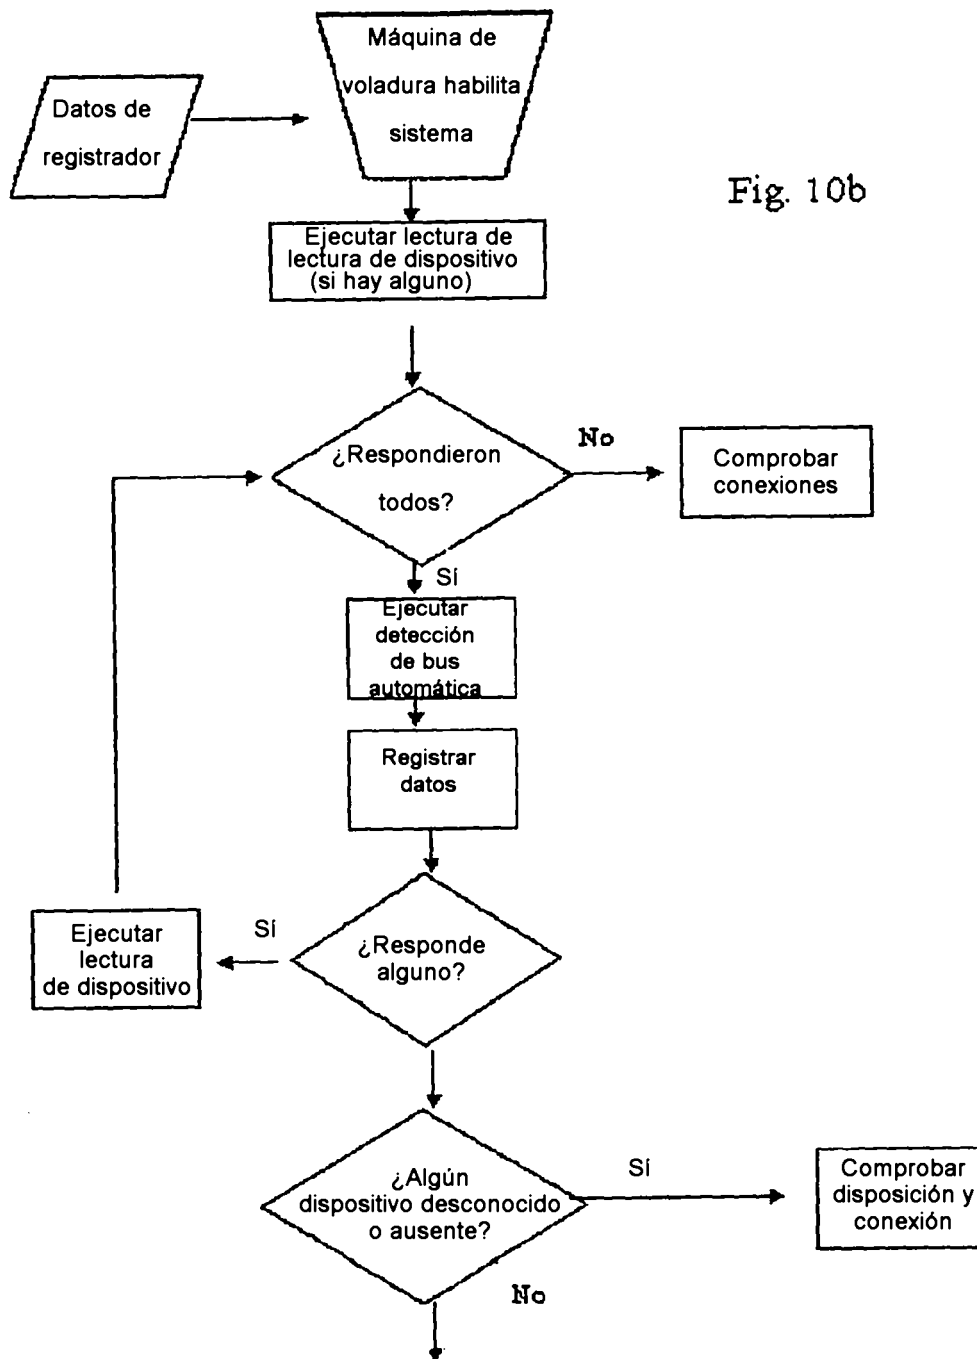 Máquina de
voladura habilita
sistema
Datos de
registrador
Fig. 10b
Ejecutar lectura de
lectura de dispositivo
(si hay alguno)
¿Respondieron
todos?
No
Comprobar
conexiones
Sí
Ejecutar
detección
de bus
automática
Registrar
datos
¿Responde
alguno?
Sí
Ejecutar
lectura
de dispositivo
¿Algún
dispositivo desconocido
o ausente?
Sí
Comprobar
disposición y
conexión
No